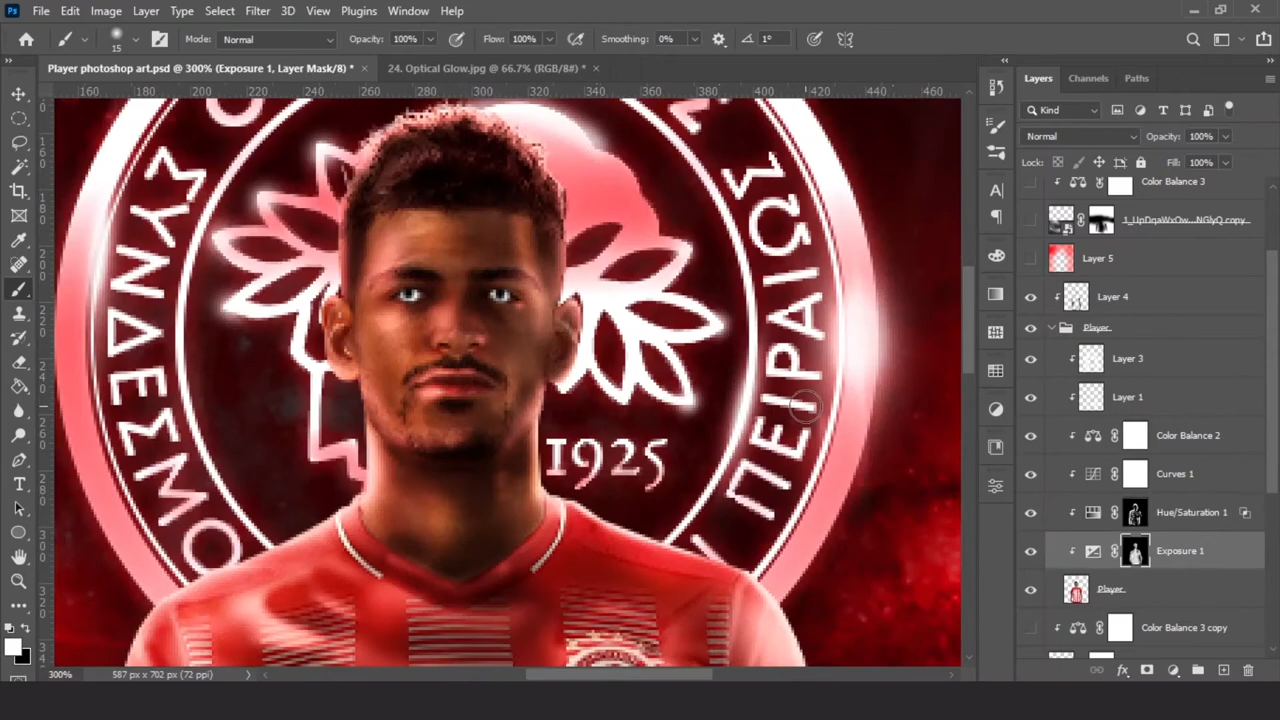 Ps File Edit Image Layer Type Select Filter 3D View Plugins Window Help
15 Mode: Normal Opacity: 100% Flow: 100% Smoothing: 0% 1°
Player photoshop art.psd @ 300% (Exposure 1, Layer Mask/8) * × 24. Optical Glow.jpg @ 66.7% (RGB/8#) * ×
160 180 200 220 240 260 280 300 320 340 360 380 400 420 440 460
ΣΥΝΔΕΣΜΟ
Σ
ΠΕΙΡΑΙΩΣ
1925
Layers Channels Paths
Kind
Normal Opacity: 100%
Lock: Fill: 100%
Color Balance 3
1_UpDqaWxOw...NGlyQ copy
Layer 5
Layer 4
Player
Layer 3
Layer 1
Color Balance 2
Curves 1
Hue/Saturation 1
Exposure 1
Player
Color Balance 3 copy
300% 587 px x 702 px (72 ppi)